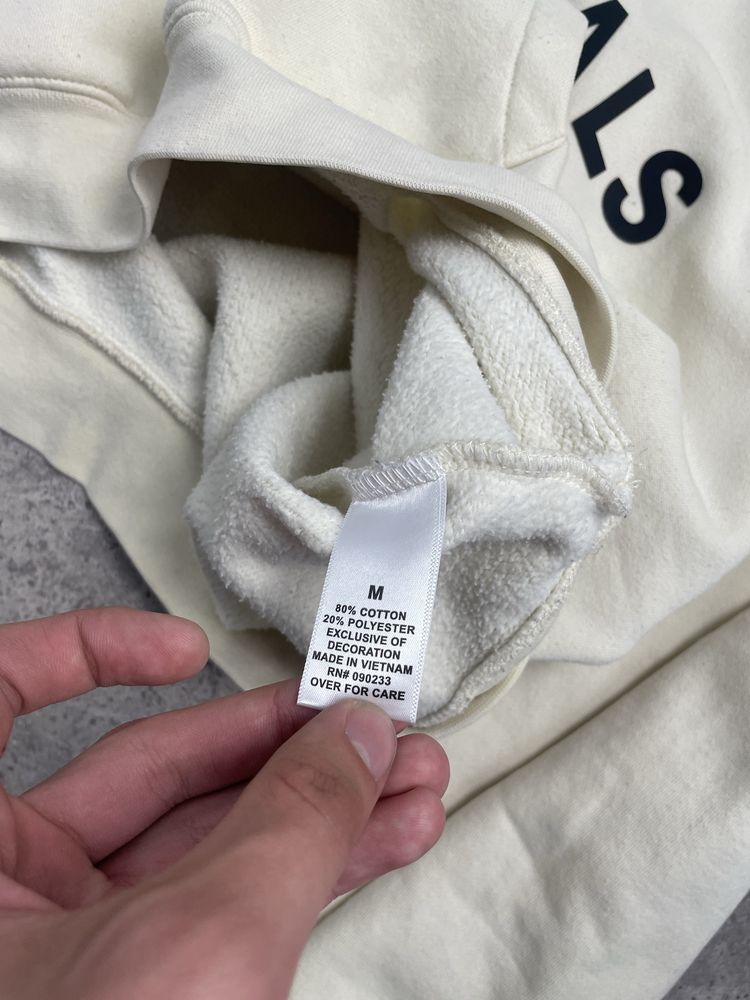 ALS
M
80% COTTON
20% POLYESTER
EXCLUSIVE OF
DECORATION
MADE IN VIETNAM
RN# 090233
OVER FOR CARE